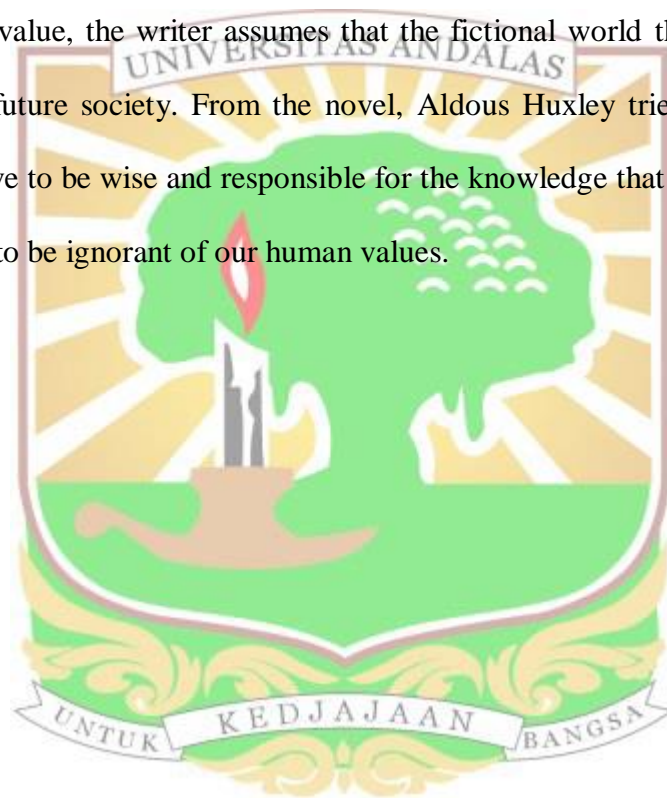 value, the writer assumes that the fictional world th
UNIVERSITAS ANDALAS
future society. From the novel, Aldous Huxley trie
ve to be wise and responsible for the knowledge that
to be ignorant of our human values.
UNTUK KEDJAJAAN BANGSA